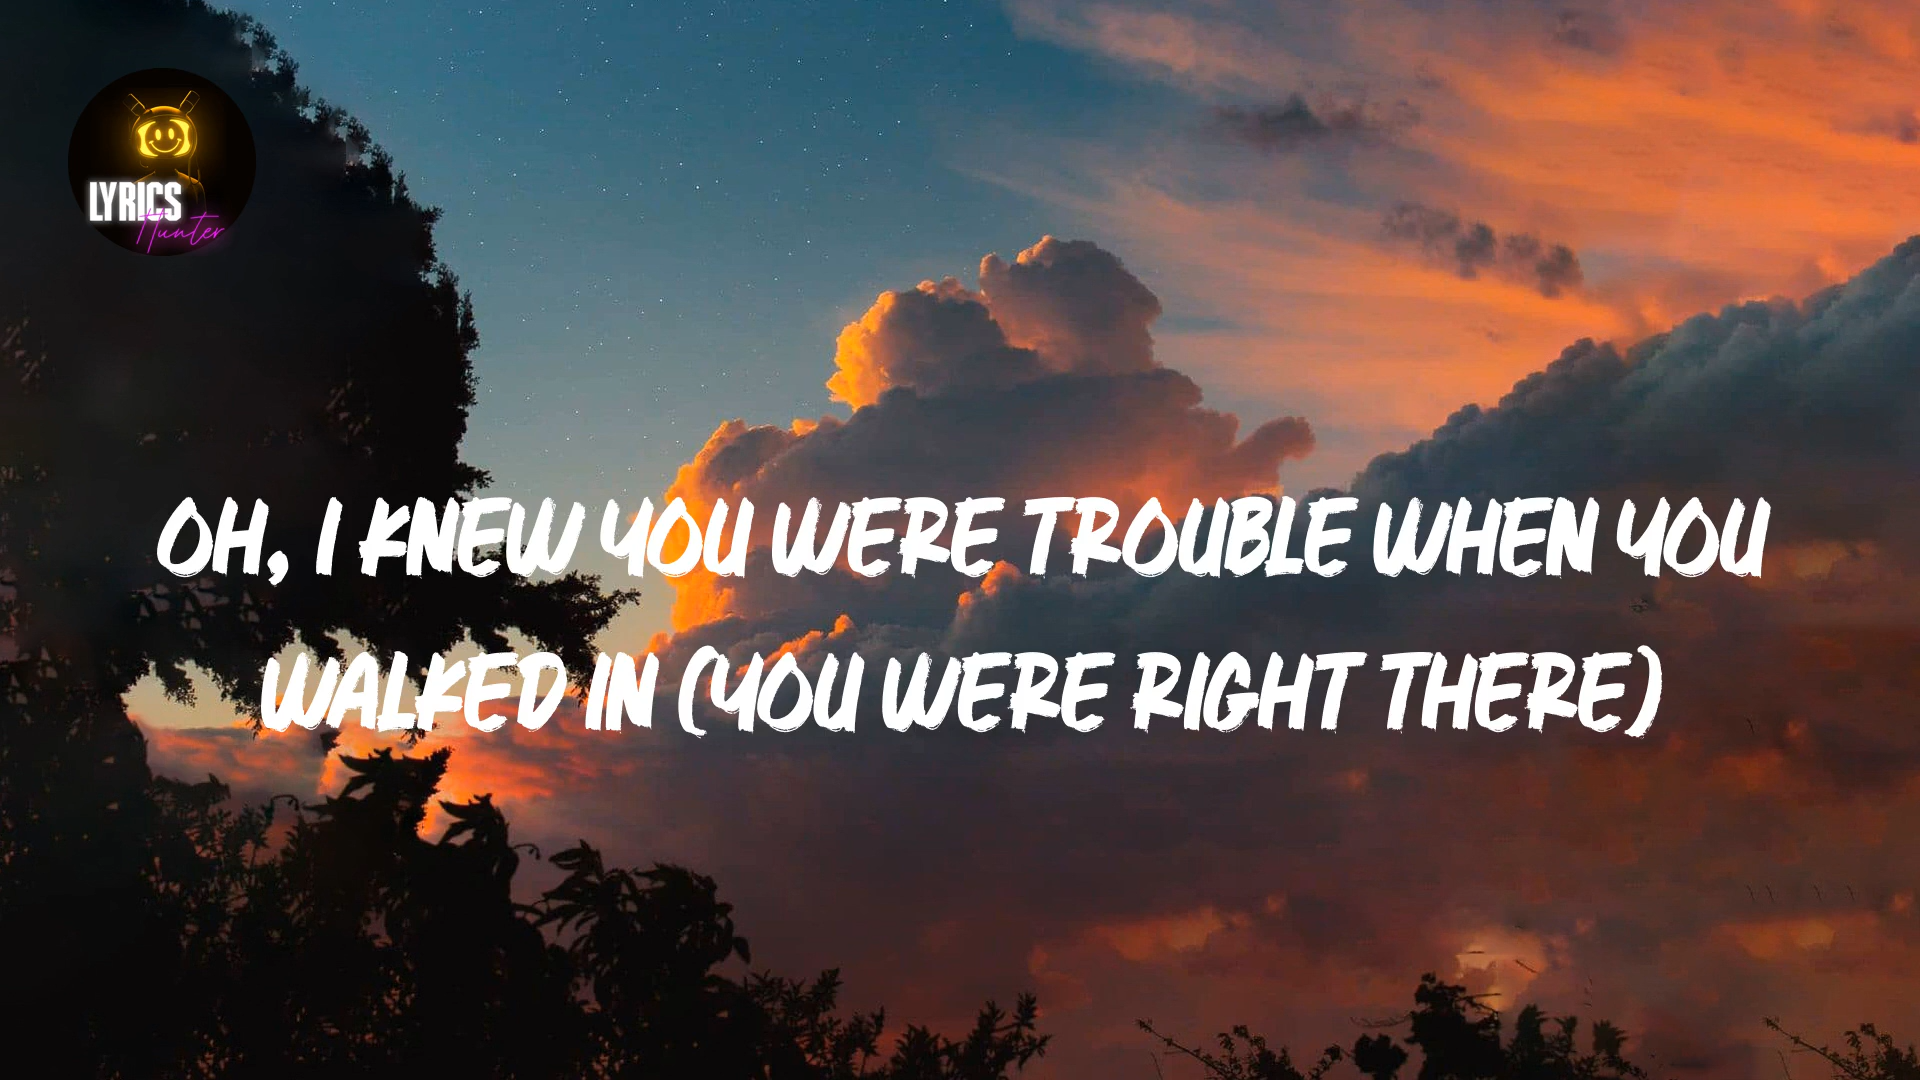 LYRICS
Hunter
OH, I KNEW YOU WERE TROUBLE WHEN YOU
WALKED IN (YOU WERE RIGHT THERE)